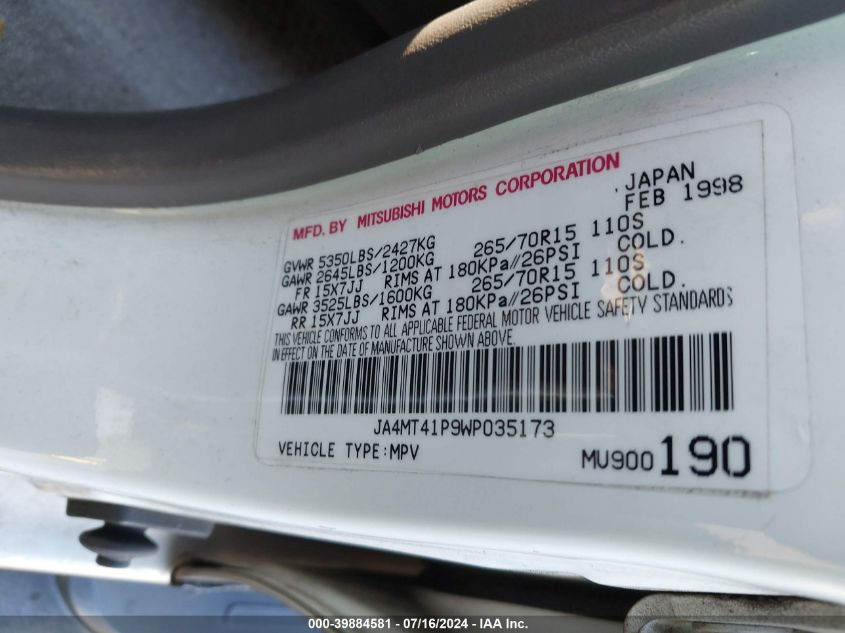 MFD. BY MITSUBISHI MOTORS CORPORATION
JAPAN
FEB 1998
GVWR 5350LBS/2427KG
GAWR 2645LBS/1200KG 265/70R15 110S
FR 15X7JJ RIMS AT 180KPa//26PSI COLD.
GAWR 3525LBS/1600KG 265/70R15 110S
RR 15X7JJ RIMS AT 180KPa//26PSI COLD.
THIS VEHICLE CONFORMS TO ALL APPLICABLE FEDERAL MOTOR VEHICLE SAFETY STANDARDS
IN EFFECT ON THE DATE OF MANUFACTURE SHOWN ABOVE.
JA4MT41P9WP035173
VEHICLE TYPE:MPV
MU900190
000-39884581 / 07/16/2024 - IAA Inc.